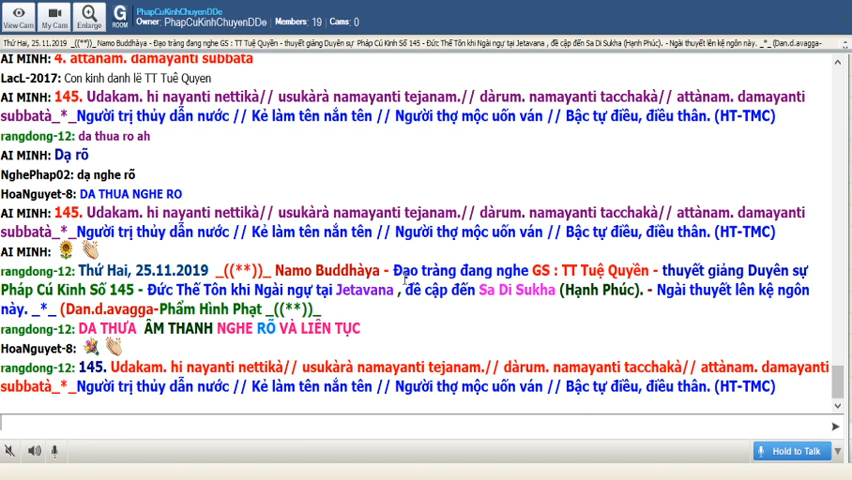 PhapCuKinhChuyenDDe
Owner: PhapCuKinhChuyenDDe Members: 19 Cams: 0
View Cam My Cam Enlarge G ROOM
Thứ Hai, 25.11.2019 _((**))_ Namo Buddhàya - Đạo tràng đang nghe GS : TT Tuệ Quyền - thuyết giảng Duyên sự Pháp Cú Kinh Số 145 - Đức Thế Tôn khi Ngài ngự tại Jetavana , đề cập đến Sa Di Sukha (Hạnh Phúc). - Ngài thuyết lên kệ ngôn này. _*_ (Dan.d.avagga-
AI MINH: 4. attanam. damayanti subbata
LacL-2017: Con kinh danh lễ TT Tuê Quyen
AI MINH: 145. Udakam. hi nayanti nettikà// usukàrà namayanti tejanam.// dàrum. namayanti tacchakà// attànam. damayanti
subbatà_*_Người trị thủy dẫn nước // Kẻ làm tên nắn tên // Người thợ mộc uốn ván // Bậc tự điều, điều thân. (HT-TMC)
rangdong-12: da thua ro ah
AI MINH: Dạ rõ
NghePhap02: dạ nghe rõ
HoaNguyet-8: DA THUA NGHE RO
AI MINH: 145. Udakam. hi nayanti nettikà// usukàrà namayanti tejanam.// dàrum. namayanti tacchakà// attànam. damayanti
subbatà_*_Người trị thủy dẫn nước // Kẻ làm tên nắn tên // Người thợ mộc uốn ván // Bậc tự điều, điều thân. (HT-TMC)
AI MINH:
rangdong-12: Thứ Hai, 25.11.2019 _((**))_ Namo Buddhàya - Đạo tràng đang nghe GS : TT Tuệ Quyền - thuyết giảng Duyên sự
Pháp Cú Kinh Số 145 - Đức Thế Tôn khi Ngài ngự tại Jetavana , đề cập đến Sa Di Sukha (Hạnh Phúc). - Ngài thuyết lên kệ ngôn
này. _*_ (Dan.d.avagga-Phẩm Hình Phạt _((**))_
rangdong-12: DẠ THƯA ÂM THANH NGHE RÕ VÀ LIÊN TỤC
HoaNguyet-8:
rangdong-12: 145. Udakam. hi nayanti nettikà// usukàrà namayanti tejanam.// dàrum. namayanti tacchakà// attànam. damayanti
subbatà_*_Người trị thủy dẫn nước // Kẻ làm tên nắn tên // Người thợ mộc uốn ván // Bậc tự điều, điều thân. (HT-TMC)
Hold to Talk